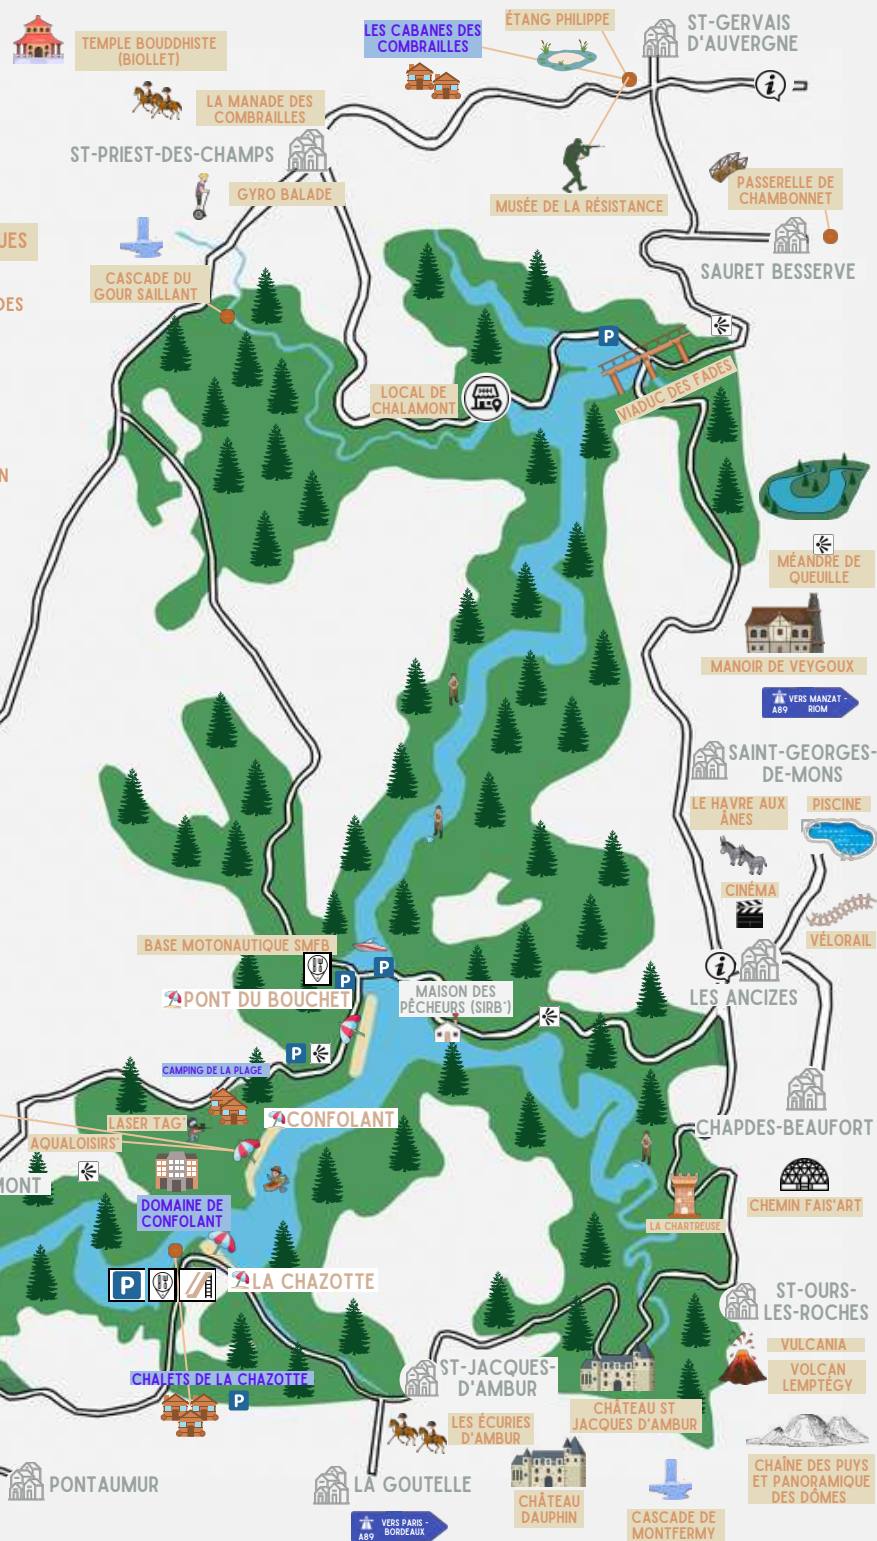 TEMPLE BOUDDHISTE
(BIOLLET)
LES CABANES DES
COMBRAILLES
ÉTANG PHILIPPE
ST-GERVAIS
D'AUVERGNE
i
LA MANADE DES
COMBRAILLES
ST-PRIEST-DES-CHAMPS
GYRO BALADE
MUSÉE DE LA RÉSISTANCE
PASSERELLE DE
CHAMBONNET
SAURET BESSERVE
UES
CASCADE DU
GOUR SAILLANT
DES
P
VIADUC DES FADES
LOCAL DE
CHALAMONT
N
MÉANDRE DE
QUEUILLE
MANOIR DE VEYGOUX
A89
VERS MANZAT -
RIOM
SAINT-GEORGES-
DE-MONS
LE HAVRE AUX
ÂNES
PISCINE
CINÉMA
VÉLORAIL
BASE MOTONAUTIQUE SMFB
P
P
i
LES ANCIZES
PONT DU BOUCHET
MAISON DES
PÊCHEURS (SIRB*)
P
CAMPING DE LA PLAGE
CONFOLANT
CHAPDES-BEAUFORT
LASER TAG*
AQUALOISIRS*
MONT
DOMAINE DE
CONFOLANT
CHEMIN FAIS'ART
LA CHARTREUSE
P
LA CHAZOTTE
ST-OURS-
LES-ROCHES
VULCANIA
VOLCAN
LEMPTÉGY
CHALETS DE LA CHAZOTTE
P
ST-JACQUES-
D'AMBUR
CHÂTEAU ST
JACQUES D'AMBUR
LES ÉCURIES
D'AMBUR
CHAÎNE DES PUYS
ET PANORAMIQUE
DES DÔMES
PONTAUMUR
LA GOUTELLE
CHÂTEAU
DAUPHIN
CASCADE DE
MONTFERMY
A89
VERS PARIS -
BORDEAUX